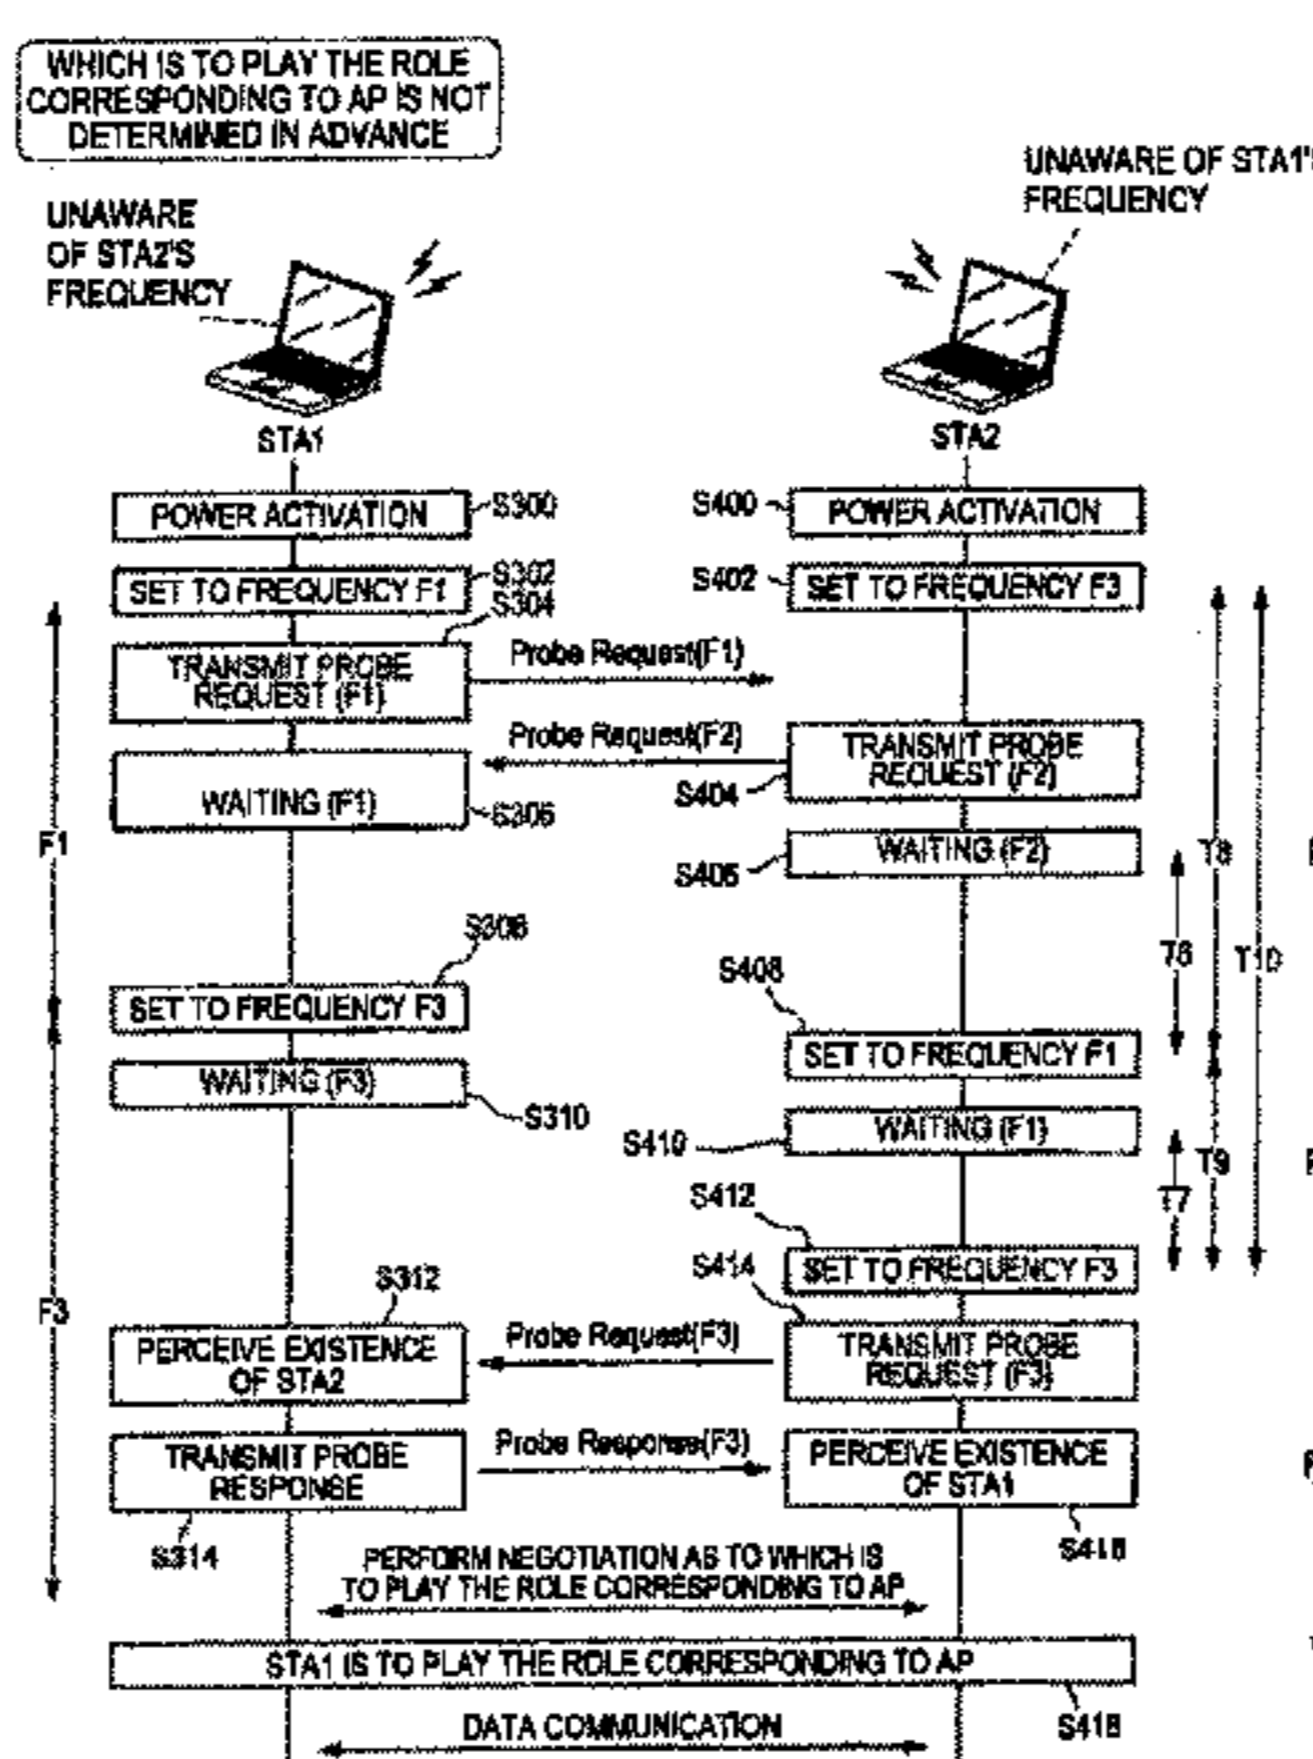 WHICH IS TO PLAY THE ROLE
CORRESPONDING TO AP IS NOT
DETERMINED IN ADVANCE
UNAWARE OF STA1'S
FREQUENCY
UNAWARE
OF STA2'S
FREQUENCY
STA1
STA2
POWER ACTIVATION
S300
S400
POWER ACTIVATION
SET TO FREQUENCY F1
S302
S402
SET TO FREQUENCY F3
S304
TRANSMIT PROBE
REQUEST (F1)
Probe Request(F1)
Probe Request(F2)
TRANSMIT PROBE
REQUEST (F2)
S404
WAITING (F1)
S306
F1
WAITING (F2)
S406
T8
S308
T6
T10
S408
SET TO FREQUENCY F3
SET TO FREQUENCY F1
WAITING (F3)
S310
S410
WAITING (F1)
T9
T7
S412
SET TO FREQUENCY F3
S414
F3
S312
PERCEIVE EXISTENCE
OF STA2
Probe Request(F3)
TRANSMIT PROBE
REQUEST (F3)
TRANSMIT PROBE
RESPONSE
Probe Response(F3)
PERCEIVE EXISTENCE
OF STA1
S314
S416
PERFORM NEGOTIATION AS TO WHICH IS
TO PLAY THE ROLE CORRESPONDING TO AP
STA1 IS TO PLAY THE ROLE CORRESPONDING TO AP
DATA COMMUNICATION
S418